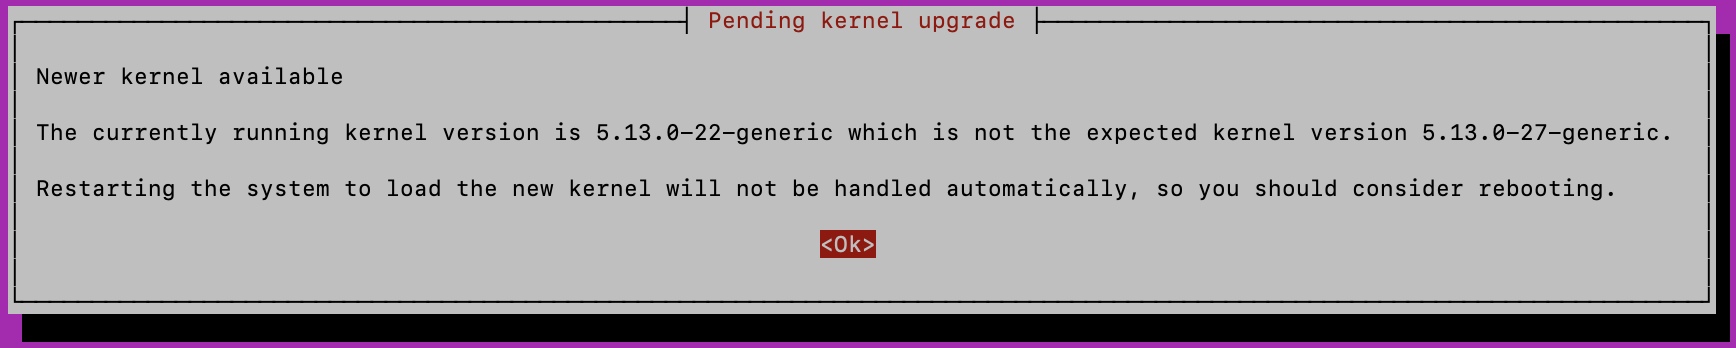 Pending kernel upgrade
Newer kernel available
The currently running kernel version is 5.13.0-22-generic which is not the expected kernel version 5.13.0-27-generic.
Restarting the system to load the new kernel will not be handled automatically, so you should consider rebooting.
<Ok>